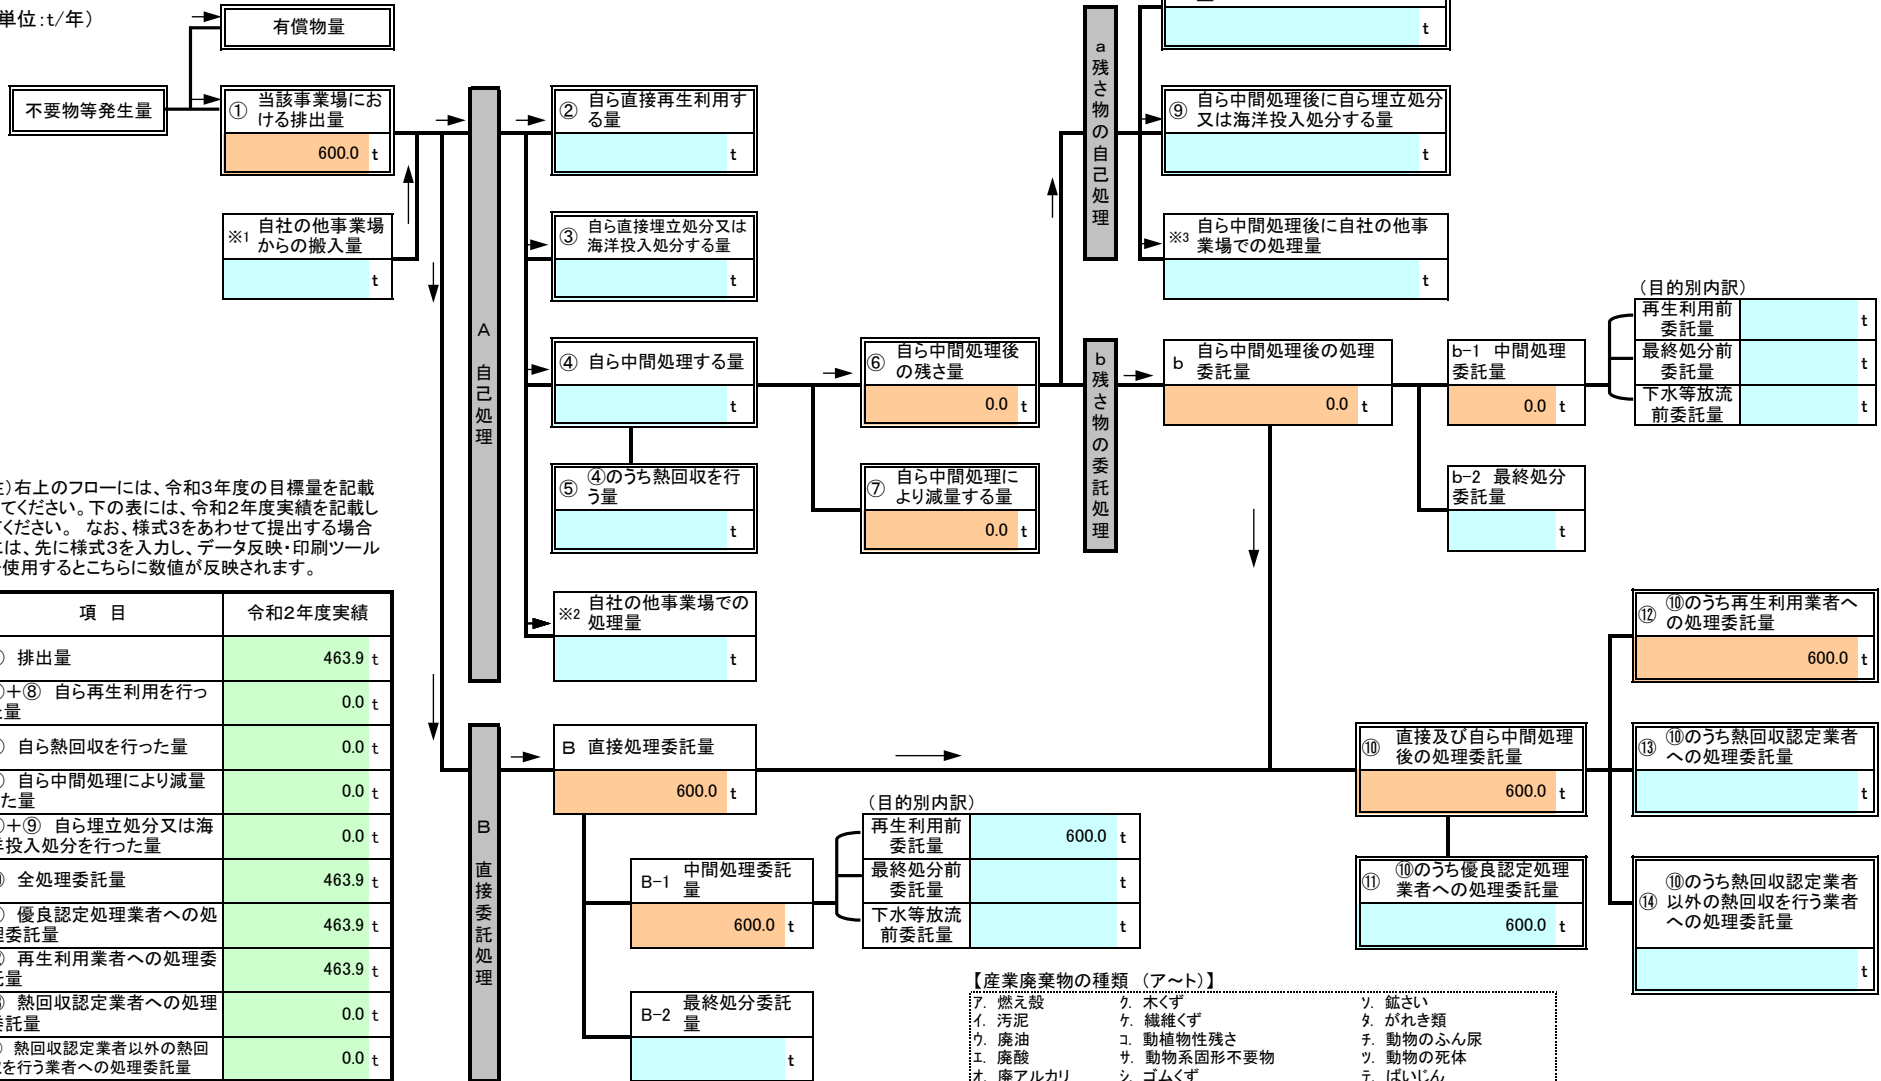 単位:t/年)
有償物量
不要物等発生量
① 当該事業場にお
ける排出量
600.0 t
※1 自社の他事業場
からの搬入量
t
A 自己処理
② 自ら直接再生利用す
る量
t
③ 自ら直接埋立処分又は
海洋投入処分する量
t
④ 自ら中間処理する量
t
⑤ ④のうち熱回収を行
う量
t
※2 自社の他事業場での
処理量
t
⑥ 自ら中間処理後
の残さ量
0.0 t
⑦ 自ら中間処理に
より減量する量
0.0 t
a 残さ物の自己処理
t
⑨ 自ら中間処理後に自ら埋立処分
又は海洋投入処分する量
t
※3 自ら中間処理後に自社の他事
業場での処理量
t
b 残さ物の委託処理
b 自ら中間処理後の処理
委託量
0.0 t
b-1 中間処理
委託量
0.0 t
(目的別内訳)
再生利用前
委託量
t
最終処分前
委託量
t
下水等放流
前委託量
t
b-2 最終処分
委託量
t
)右上のフローには、令和3年度の目標量を記載
てください。下の表には、令和2年度実績を記載し
ください。 なお、様式3をあわせて提出する場合
は、先に様式3を入力し、データ反映・印刷ツール
使用するとこちらに数値が反映されます。
項 目 令和2年度実績
) 排出量 463.9 t
)+⑧ 自ら再生利用を行っ
量
0.0 t
) 自ら熱回収を行った量 0.0 t
) 自ら中間処理により減量
た量
0.0 t
)+⑨ 自ら埋立処分又は海
投入処分を行った量
0.0 t
) 全処理委託量 463.9 t
) 優良認定処理業者への処
委託量
463.9 t
) 再生利用業者への処理委
量
463.9 t
) 熱回収認定業者への処理
託量
0.0 t
) 熱回収認定業者以外の熱回
を行う業者への処理委託量
0.0 t
B 直接委託処理
B 直接処理委託量
600.0 t
B-1 中間処理委託
量
600.0 t
(目的別内訳)
再生利用前
委託量
600.0 t
最終処分前
委託量
t
下水等放流
前委託量
t
B-2 最終処分委託
量
t
⑩ 直接及び自ら中間処理
後の処理委託量
600.0 t
⑪ ⑩のうち優良認定処理
業者への処理委託量
600.0 t
⑫ ⑩のうち再生利用業者へ
の処理委託量
600.0 t
⑬ ⑩のうち熱回収認定業者
への処理委託量
t
⑭ ⑩のうち熱回収認定業者
以外の熱回収を行う業者
への処理委託量
t
【産業廃棄物の種類 (ア~ト)】
ア. 燃え殻 ク. 木くず ソ. 鉱さい
イ. 汚泥 ケ. 繊維くず タ. がれき類
ウ. 廃油 コ. 動植物性残さ チ. 動物のふん尿
エ. 廃酸 サ. 動物系固形不要物 ツ. 動物の死体
オ. 廃アルカリ シ. ゴムくず テ. ばいじん